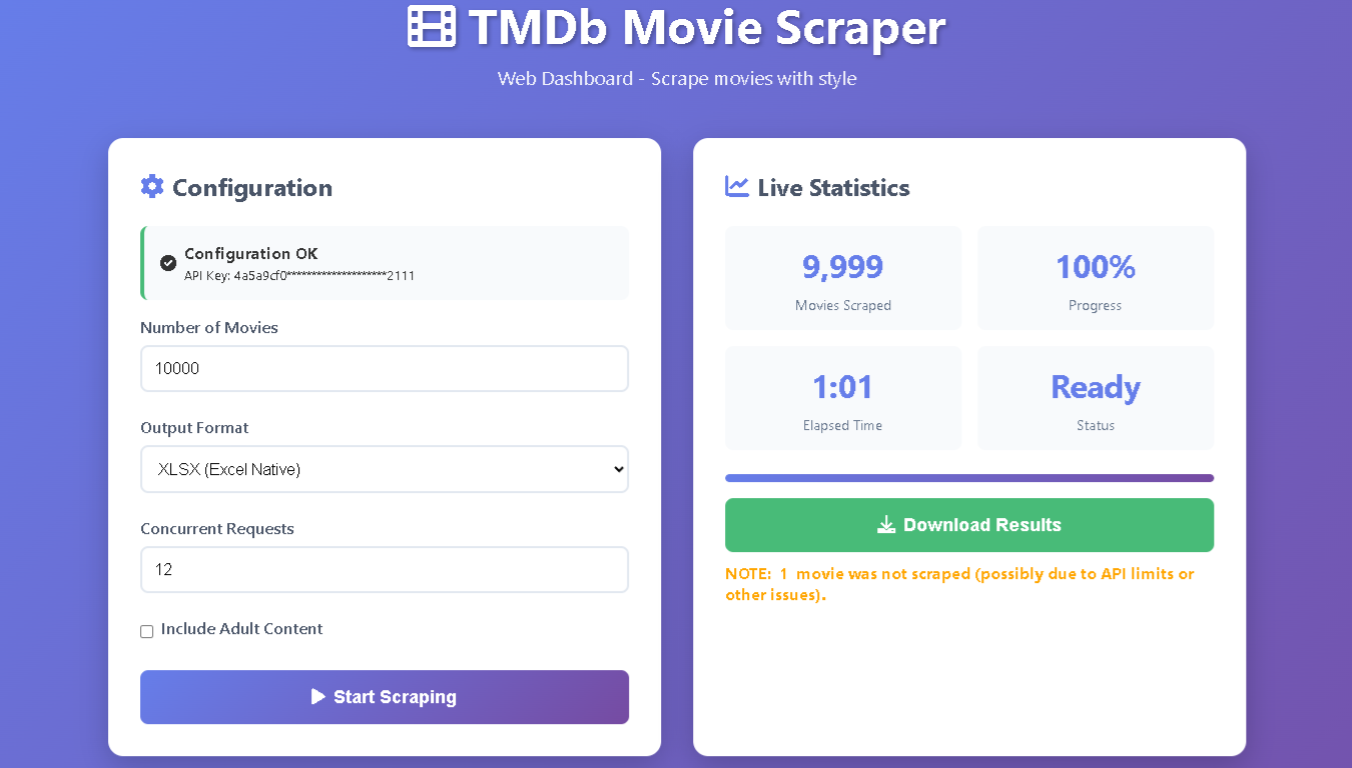 TMDb Movie Scraper
Web Dashboard - Scrape movies with style
Configuration
Configuration OK
API Key: 4a5a9cf0********************2111
Number of Movies
10000
Output Format
XLSX (Excel Native)
Concurrent Requests
12
Include Adult Content
Start Scraping
Live Statistics
9,999
Movies Scraped
100%
Progress
1:01
Elapsed Time
Ready
Status
Download Results
NOTE: 1 movie was not scraped (possibly due to API limits or
other issues).